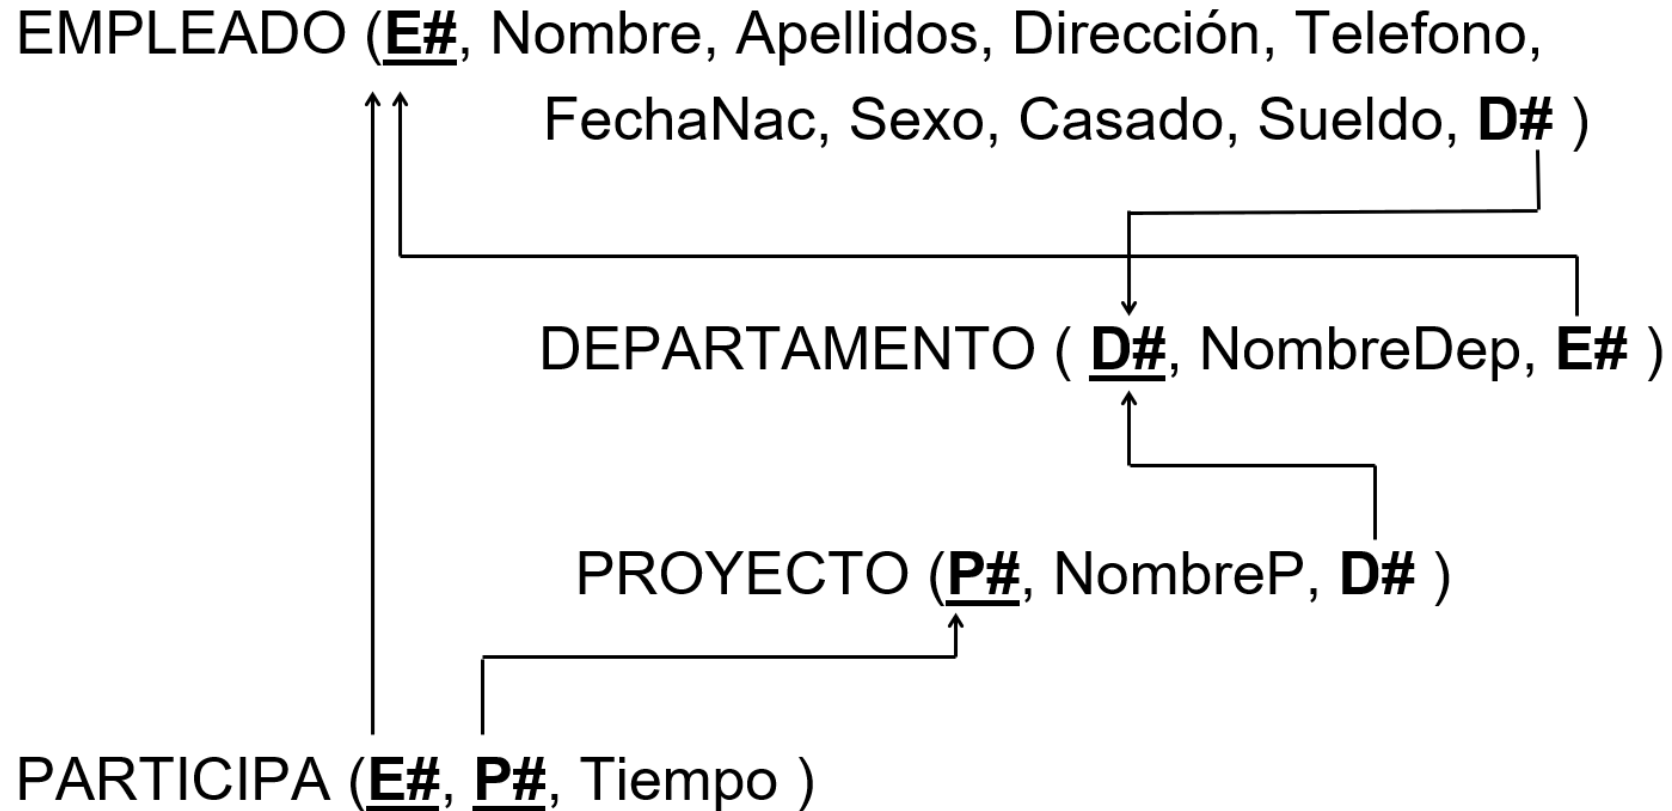 EMPLEADO (E#, Nombre, Apellidos, Dirección, Telefono,
FechaNac, Sexo, Casado, Sueldo, D# )
DEPARTAMENTO ( D#, NombreDep, E# )
PROYECTO (P#, NombreP, D# )
PARTICIPA (E#, P#, Tiempo )